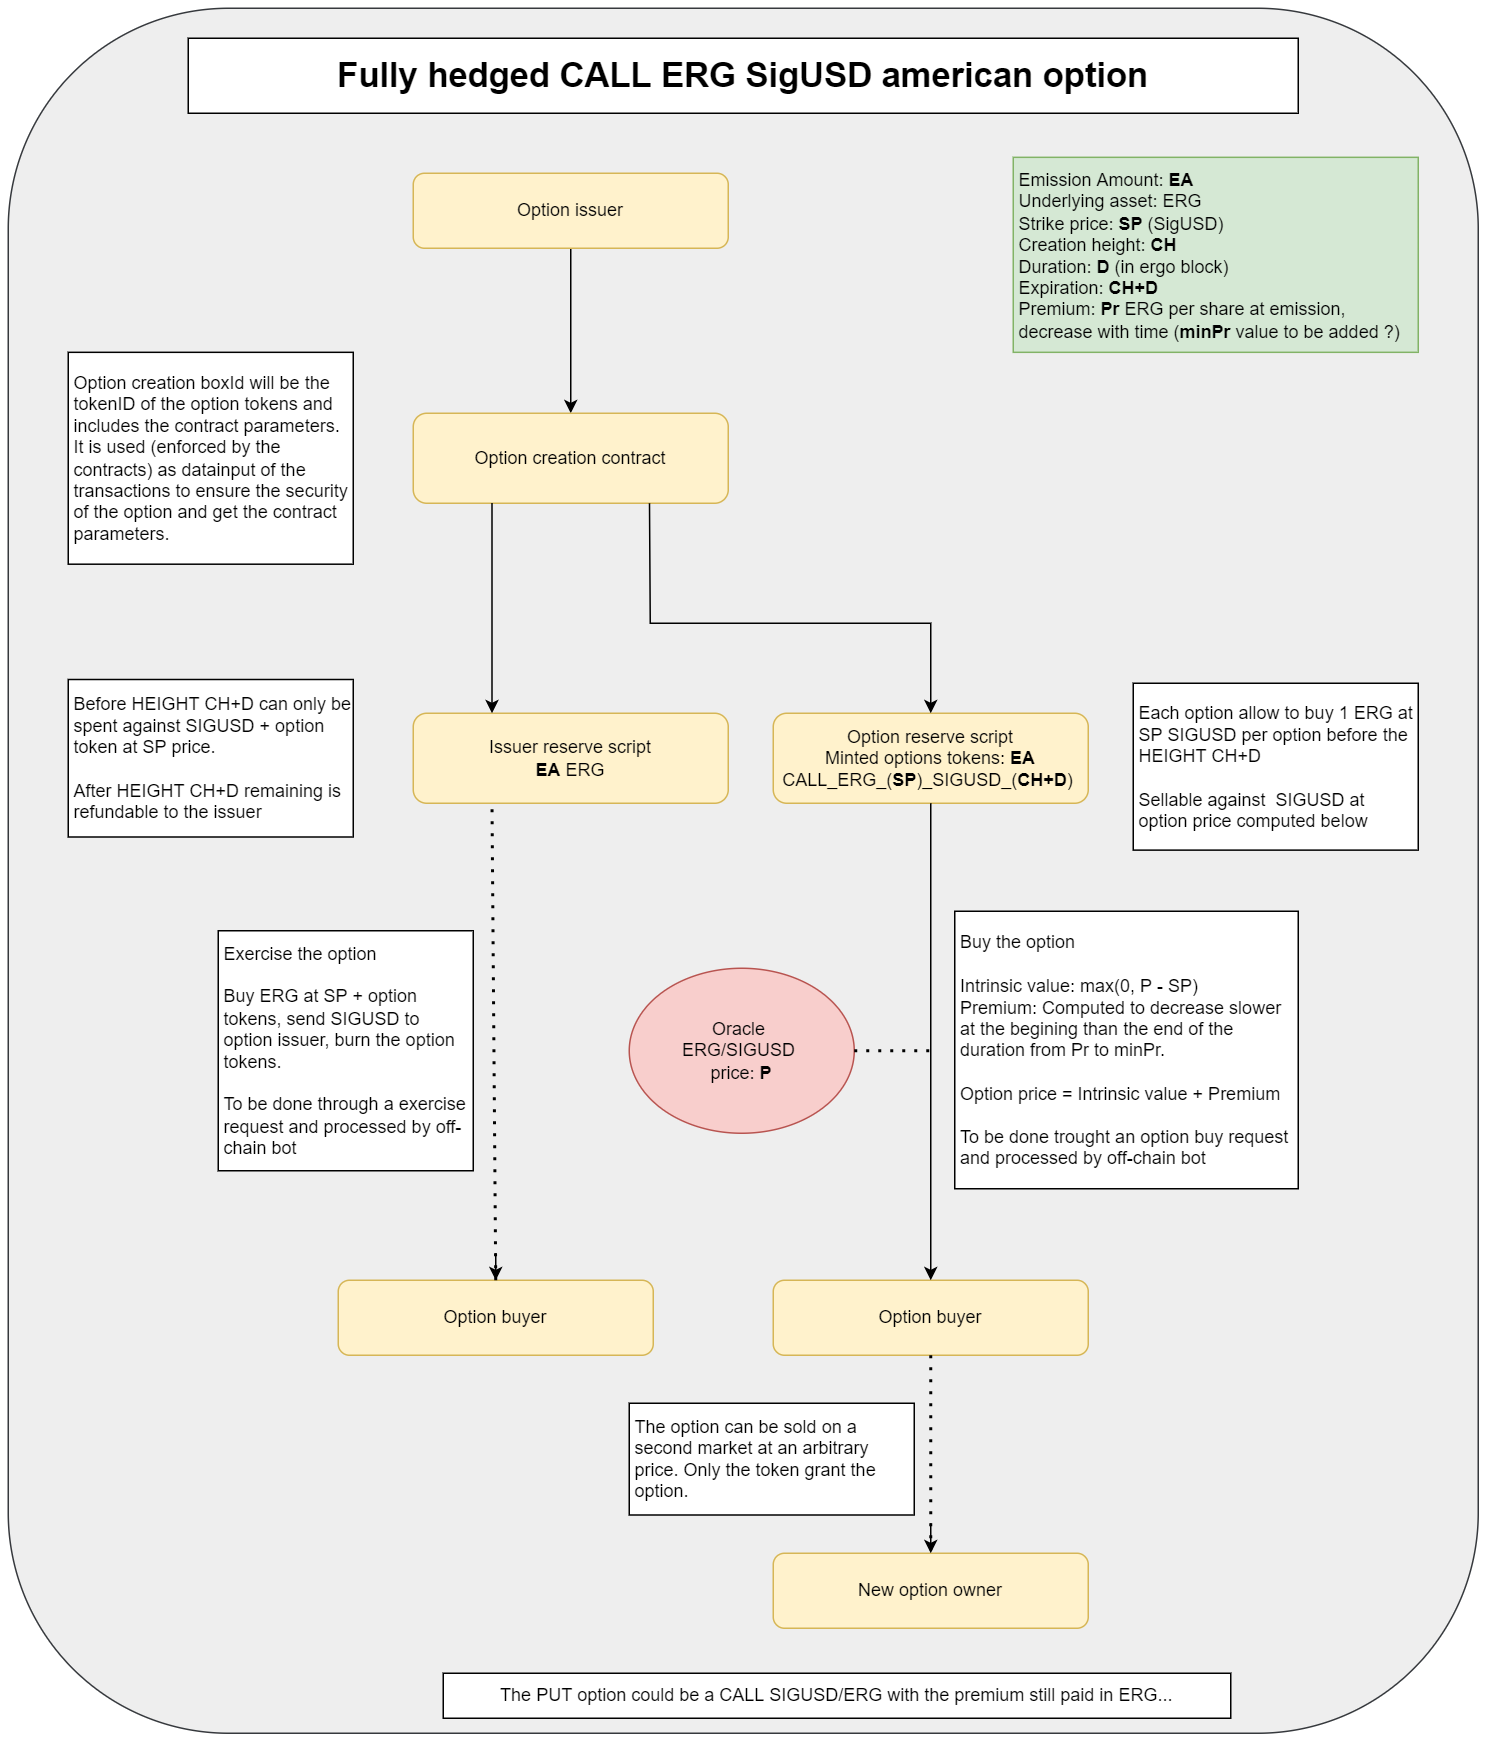 Fully hedged CALL ERG SigUSD american option
Option issuer
Emission Amount: EA
Underlying asset: ERG
Strike price: SP (SigUSD)
Creation height: CH
Duration: D (in ergo block)
Expiration: CH+D
Premium: Pr ERG per share at emission,
decrease with time (minPr value to be added ?)
Option creation boxId will be the
tokenID of the option tokens and
includes the contract parameters.
It is used (enforced by the
contracts) as datainput of the
transactions to ensure the security
of the option and get the contract
parameters.
Option creation contract
Before HEIGHT CH+D can only be
spent against SIGUSD + option
token at SP price.
After HEIGHT CH+D remaining is
refundable to the issuer
Issuer reserve script
EA ERG
Option reserve script
Minted options tokens: EA
CALL_ERG_(SP)_SIGUSD_(CH+D)
Each option allow to buy 1 ERG at
SP SIGUSD per option before the
HEIGHT CH+D
Sellable against  SIGUSD at
option price computed below
Exercise the option
Buy ERG at SP + option
tokens, send SIGUSD to
option issuer, burn the option
tokens.
To be done through a exercise
request and processed by off-
chain bot
Oracle
ERG/SIGUSD
price: P
Buy the option
Intrinsic value: max(0, P - SP)
Premium: Computed to decrease slower
at the begining than the end of the
duration from Pr to minPr.
Option price = Intrinsic value + Premium
To be done trought an option buy request
and processed by off-chain bot
Option buyer
Option buyer
The option can be sold on a
second market at an arbitrary
price. Only the token grant the
option.
New option owner
The PUT option could be a CALL SIGUSD/ERG with the premium still paid in ERG...